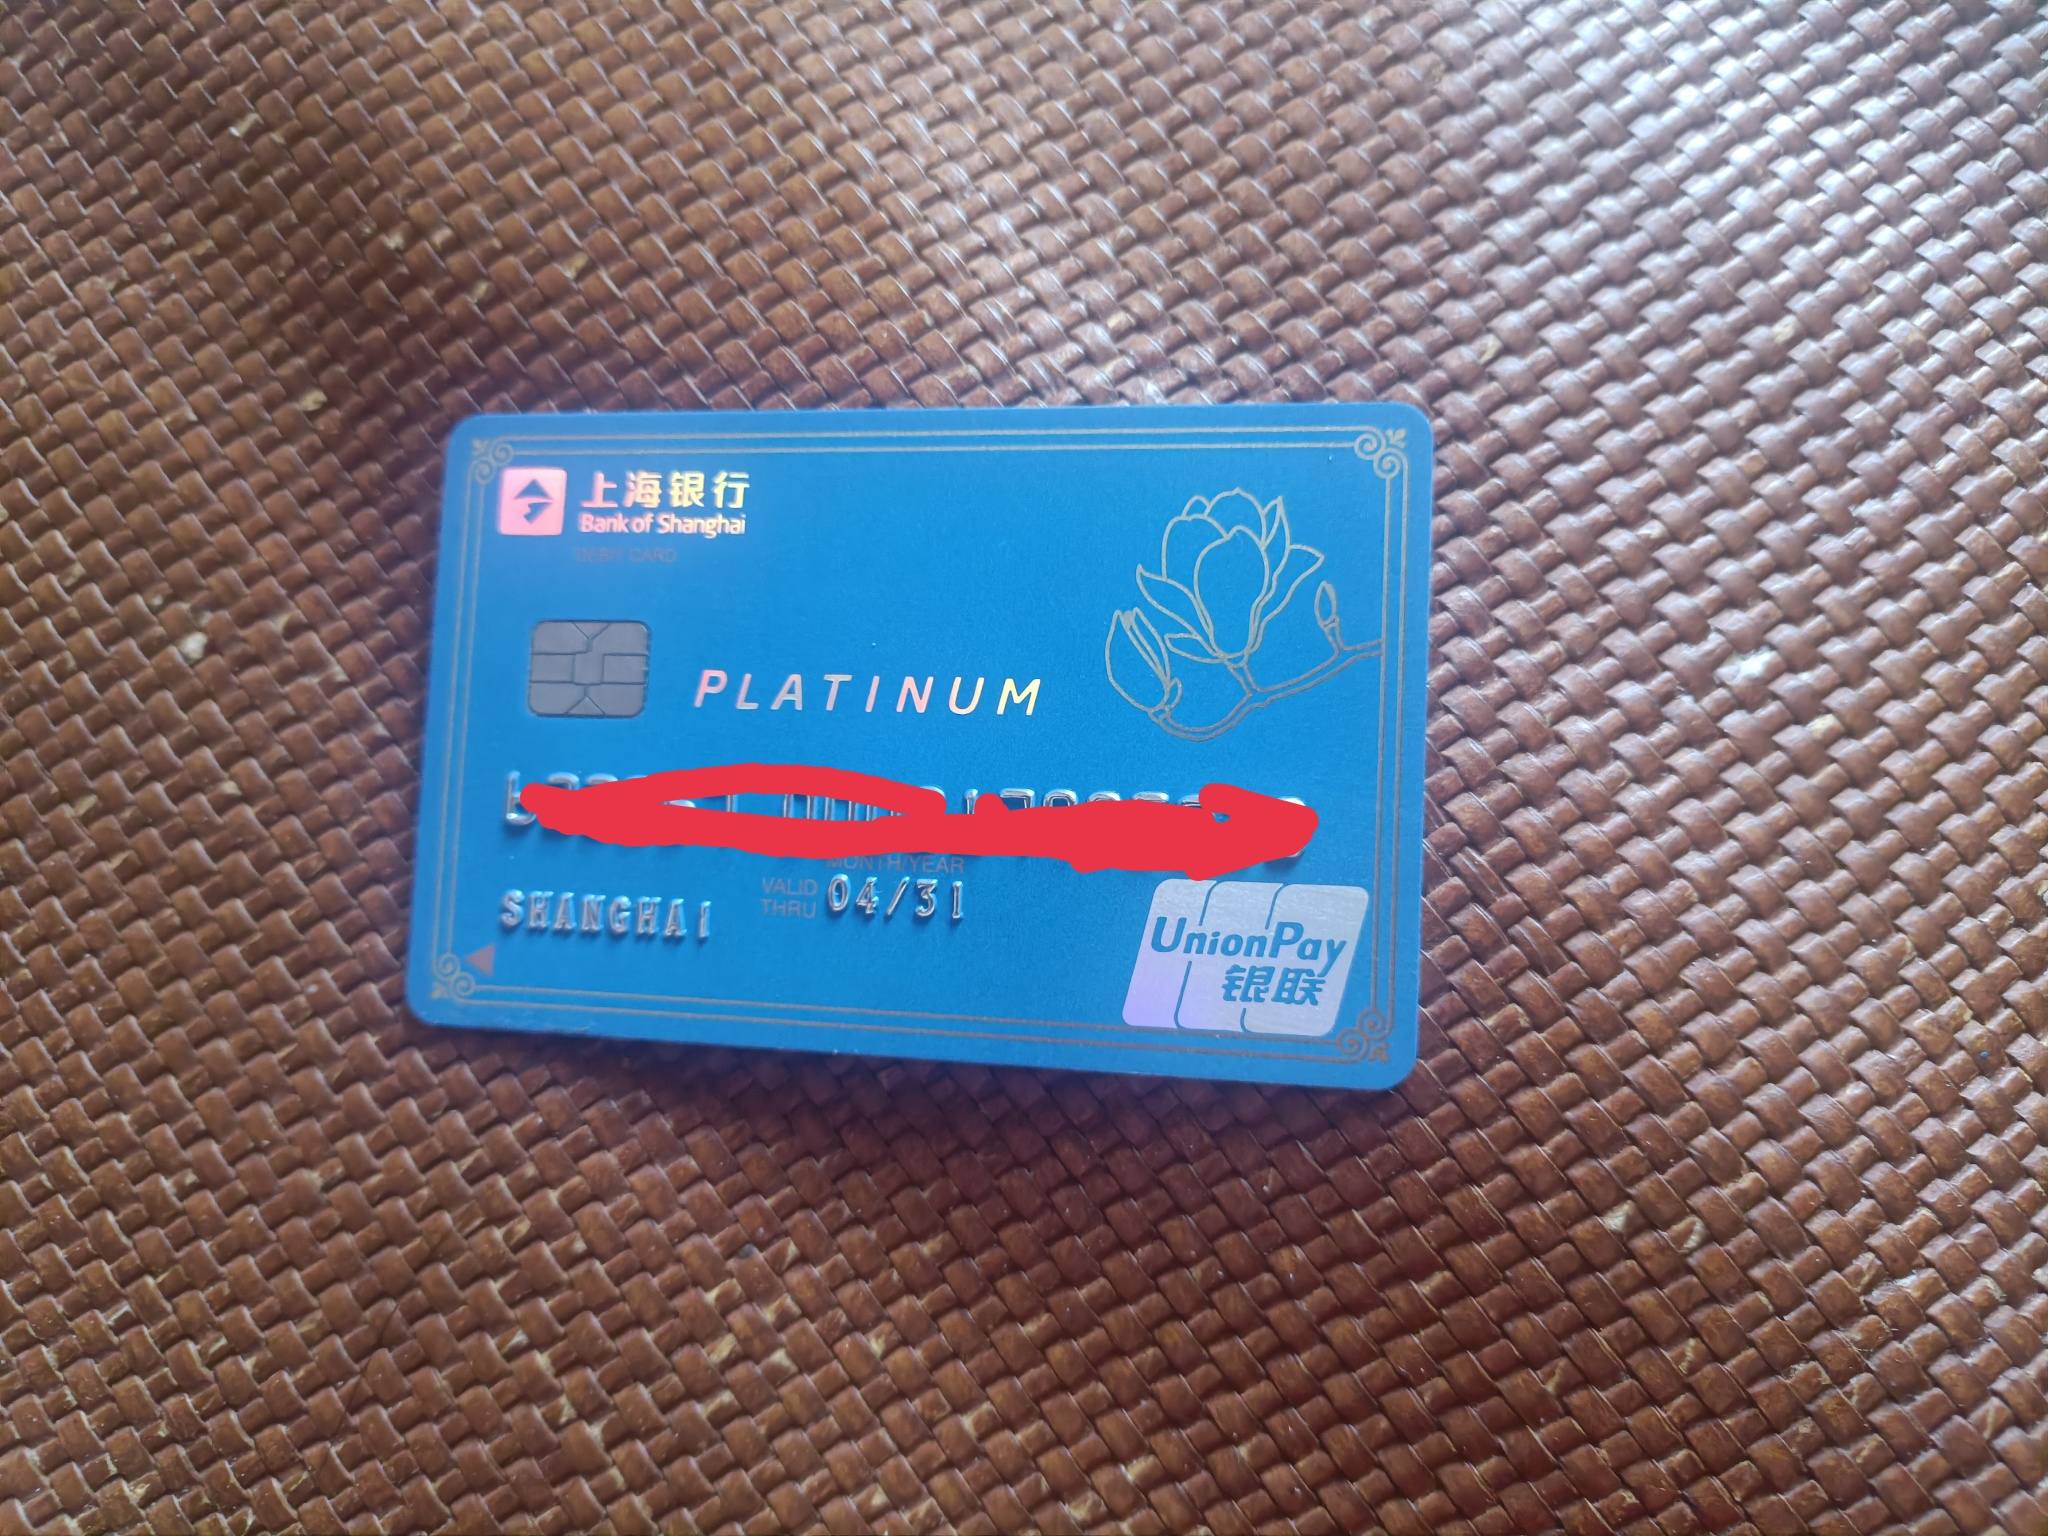 上海银行
Bank of Shanghai
DEBIT CARD
PLATINUM
MONTH/YEAR
VALID THRU 04/31
SHANGHAI
UnionPay
银联